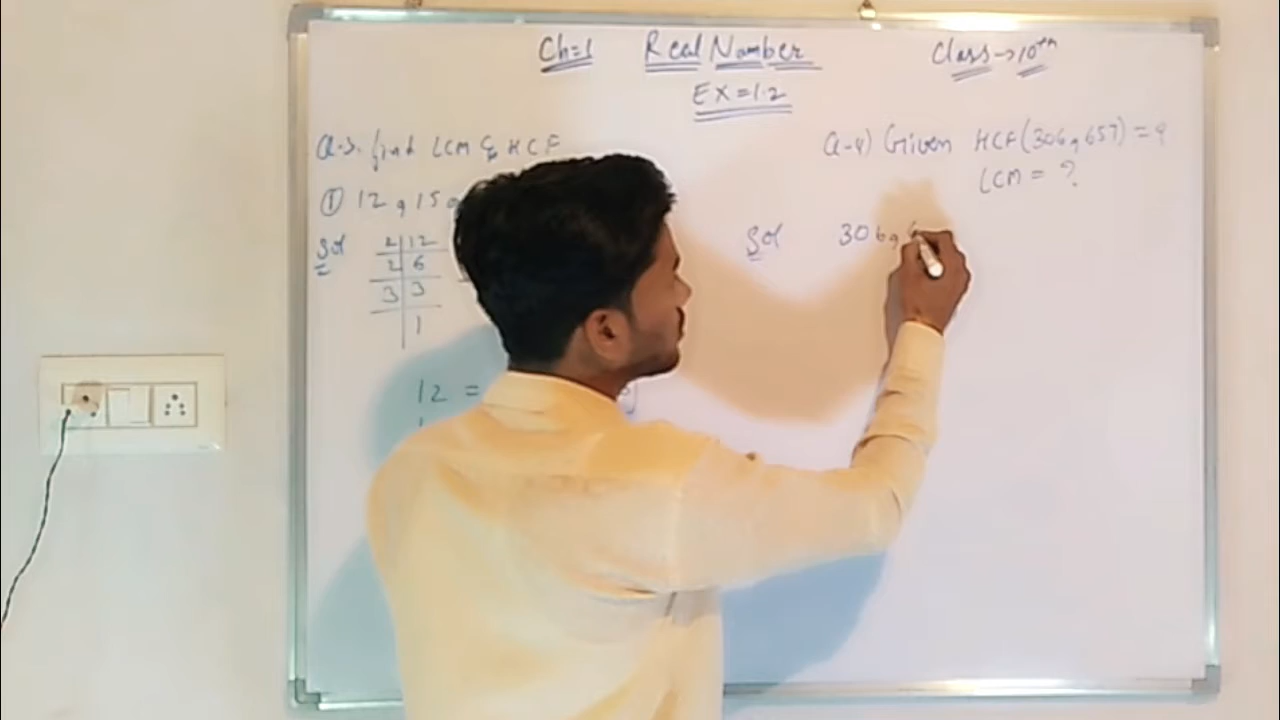 Ch=1 Real Number Class→10th
EX=1.2
Q-3. find LCM & HCF
① 12, 15
Sol
2 12
2 6
3 3
1
12 =
Q-4) Given HCF(306, 657) = 9
LCM = ?
Sol 306,